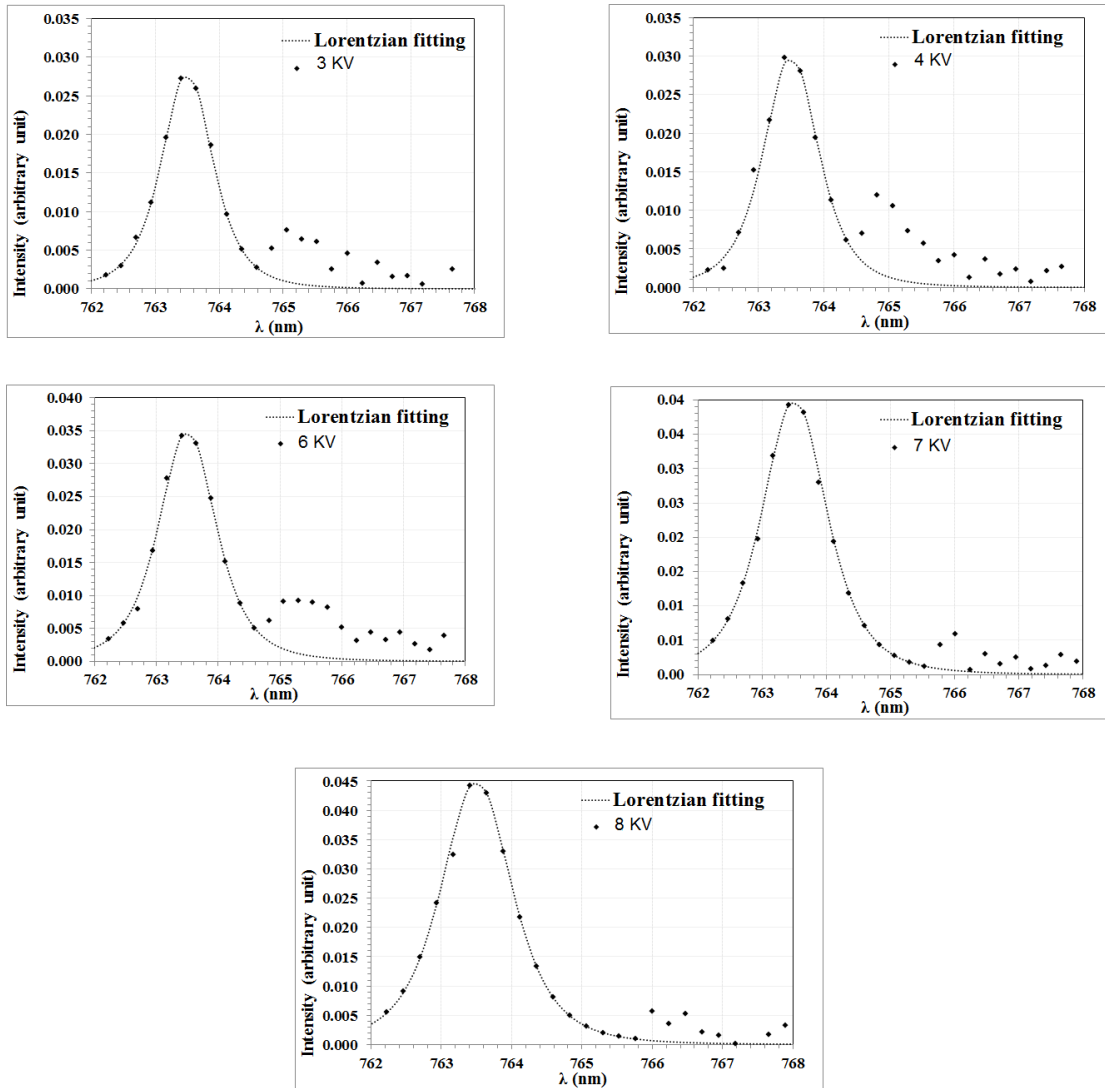 0.035
0.030
0.025
0.020
0.015
0.010
0.005
0.000
Intensity (arbitrary unit)
Lorentzian fitting
3 KV
762 763 764 765 766 767 768
λ (nm)
0.035
0.030
0.025
0.020
0.015
0.010
0.005
0.000
Intensity (arbitrary unit)
Lorentzian fitting
4 KV
762 763 764 765 766 767 768
λ (nm)
0.040
0.035
0.030
0.025
0.020
0.015
0.010
0.005
0.000
Intensity (arbitrary unit)
Lorentzian fitting
6 KV
762 763 764 765 766 767 768
λ (nm)
0.04
0.04
0.03
0.03
0.02
0.02
0.01
0.01
0.00
Intensity (arbitrary unit)
Lorentzian fitting
7 KV
762 763 764 765 766 767 768
λ (nm)
0.045
0.040
0.035
0.030
0.025
0.020
0.015
0.010
0.005
0.000
Intensity (arbitrary unit)
Lorentzian fitting
8 KV
762 763 764 765 766 767 768
λ (nm)